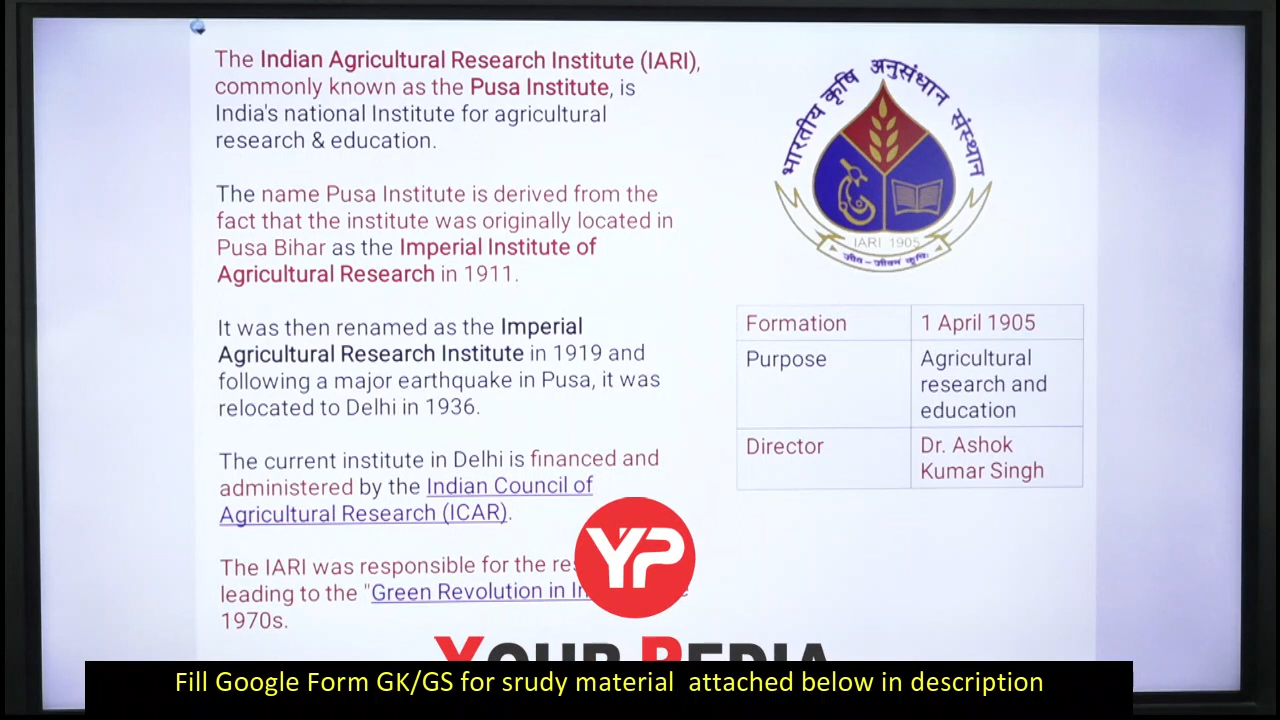 The Indian Agricultural Research Institute (IARI),
commonly known as the Pusa Institute, is
India's national Institute for agricultural
research & education.
The name Pusa Institute is derived from the
fact that the institute was originally located in
Pusa Bihar as the Imperial Institute of
Agricultural Research in 1911.
It was then renamed as the Imperial
Agricultural Research Institute in 1919 and
following a major earthquake in Pusa, it was
relocated to Delhi in 1936.
The current institute in Delhi is financed and
administered by the Indian Council of
Agricultural Research (ICAR).
The IARI was responsible for the
leading to the "Green Revolution in
1970s.
भारतीय कृषि अनुसंधान संस्थान
IARI 1905
Formation 1 April 1905
Purpose Agricultural
research and
education
Director Dr. Ashok
Kumar Singh
YP
YOUR PEDIA
Fill Google Form GK/GS for srudy material attached below in description